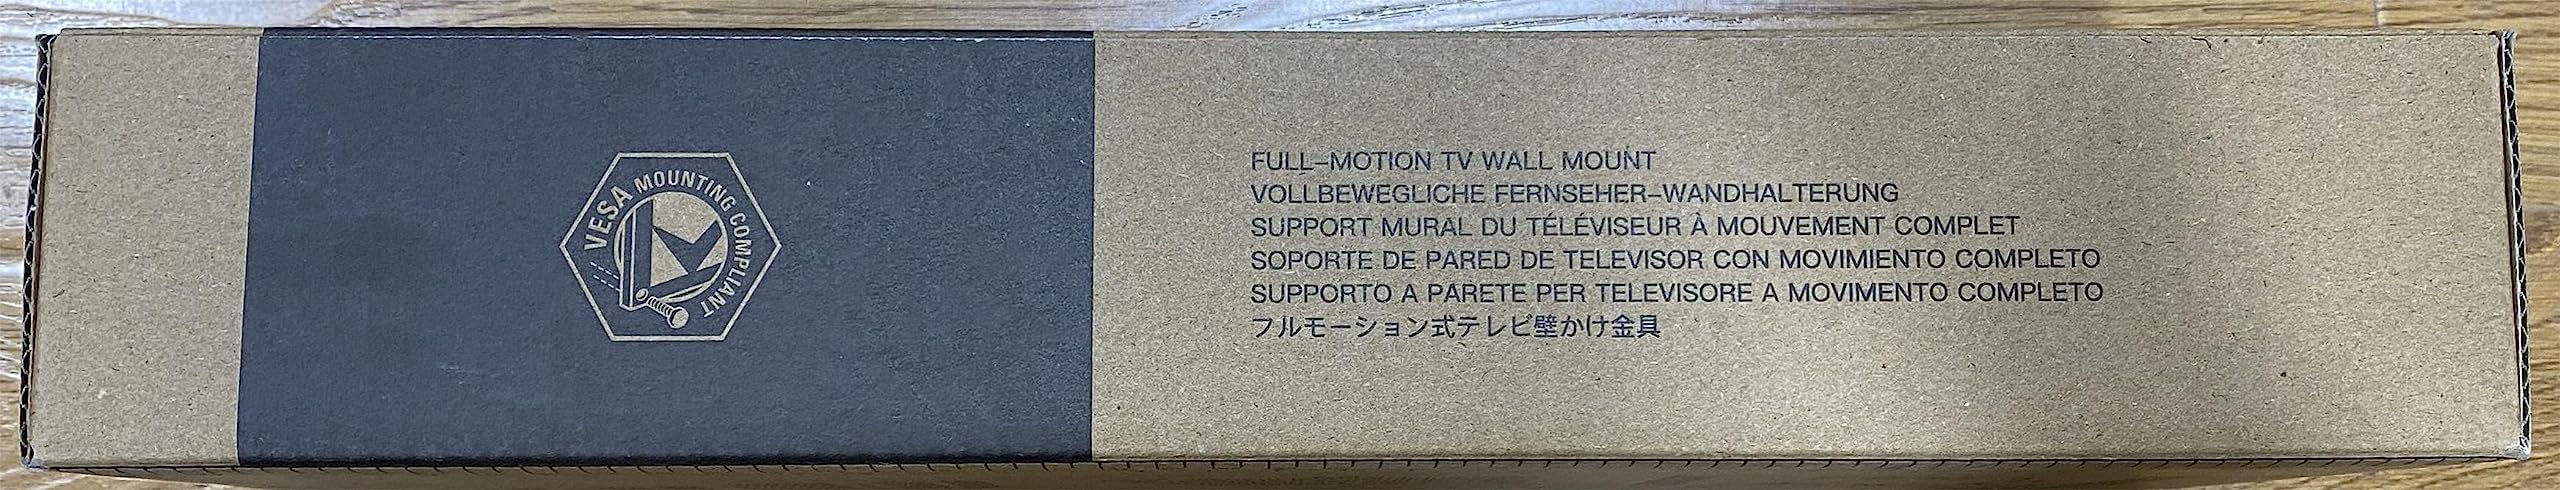 VESA MOUNTING COMPLIANT
FULL-MOTION TV WALL MOUNT
VOLLBEWEGLICHE FERNSEHER-WANDHALTERUNG
SUPPORT MURAL DU TÉLÉVISEUR À MOUVEMENT COMPLET
SOPORTE DE PARED DE TELEVISOR CON MOVIMIENTO COMPLETO
SUPPORTO A PARETE PER TELEVISORE A MOVIMENTO COMPLETO
フルモーション式テレビ壁かけ金具